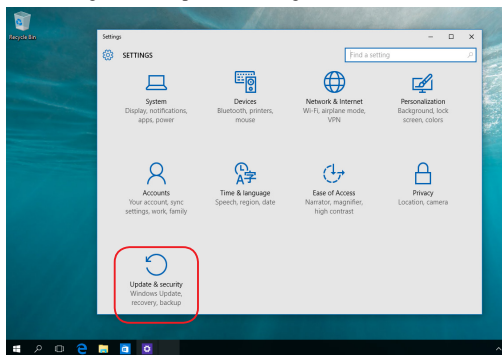 Recycle Bin
Settings
SETTINGS
Find a setting
System
Display, notifications,
apps, power
Devices
Bluetooth, printers,
mouse
Network & Internet
Wi-Fi, airplane mode,
VPN
Personalization
Background, lock
screen, colors
Accounts
Your account, sync
settings, work, family
Time & language
Speech, region, date
Ease of Access
Narrator, magnifier,
high contrast
Privacy
Location, camera
Update & security
Windows Update,
recovery, backup